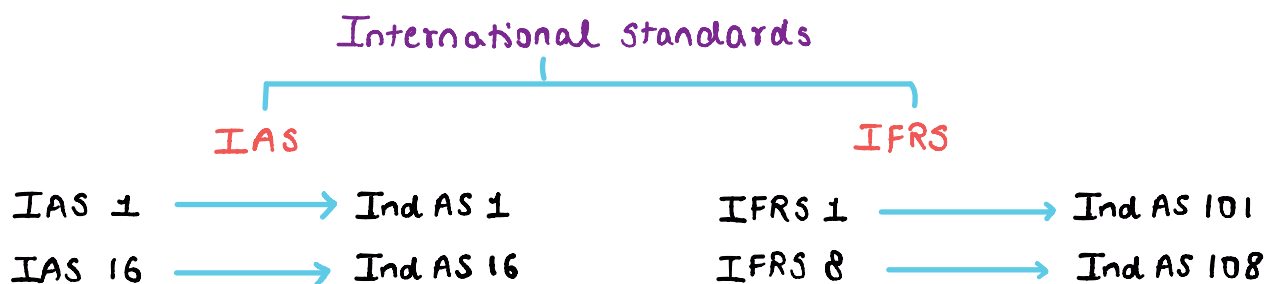 International standards
IAS IFRS
IAS 1 Ind AS 1 IFRS 1 Ind AS 101
IAS 16 Ind AS 16 IFRS 8 Ind AS 108